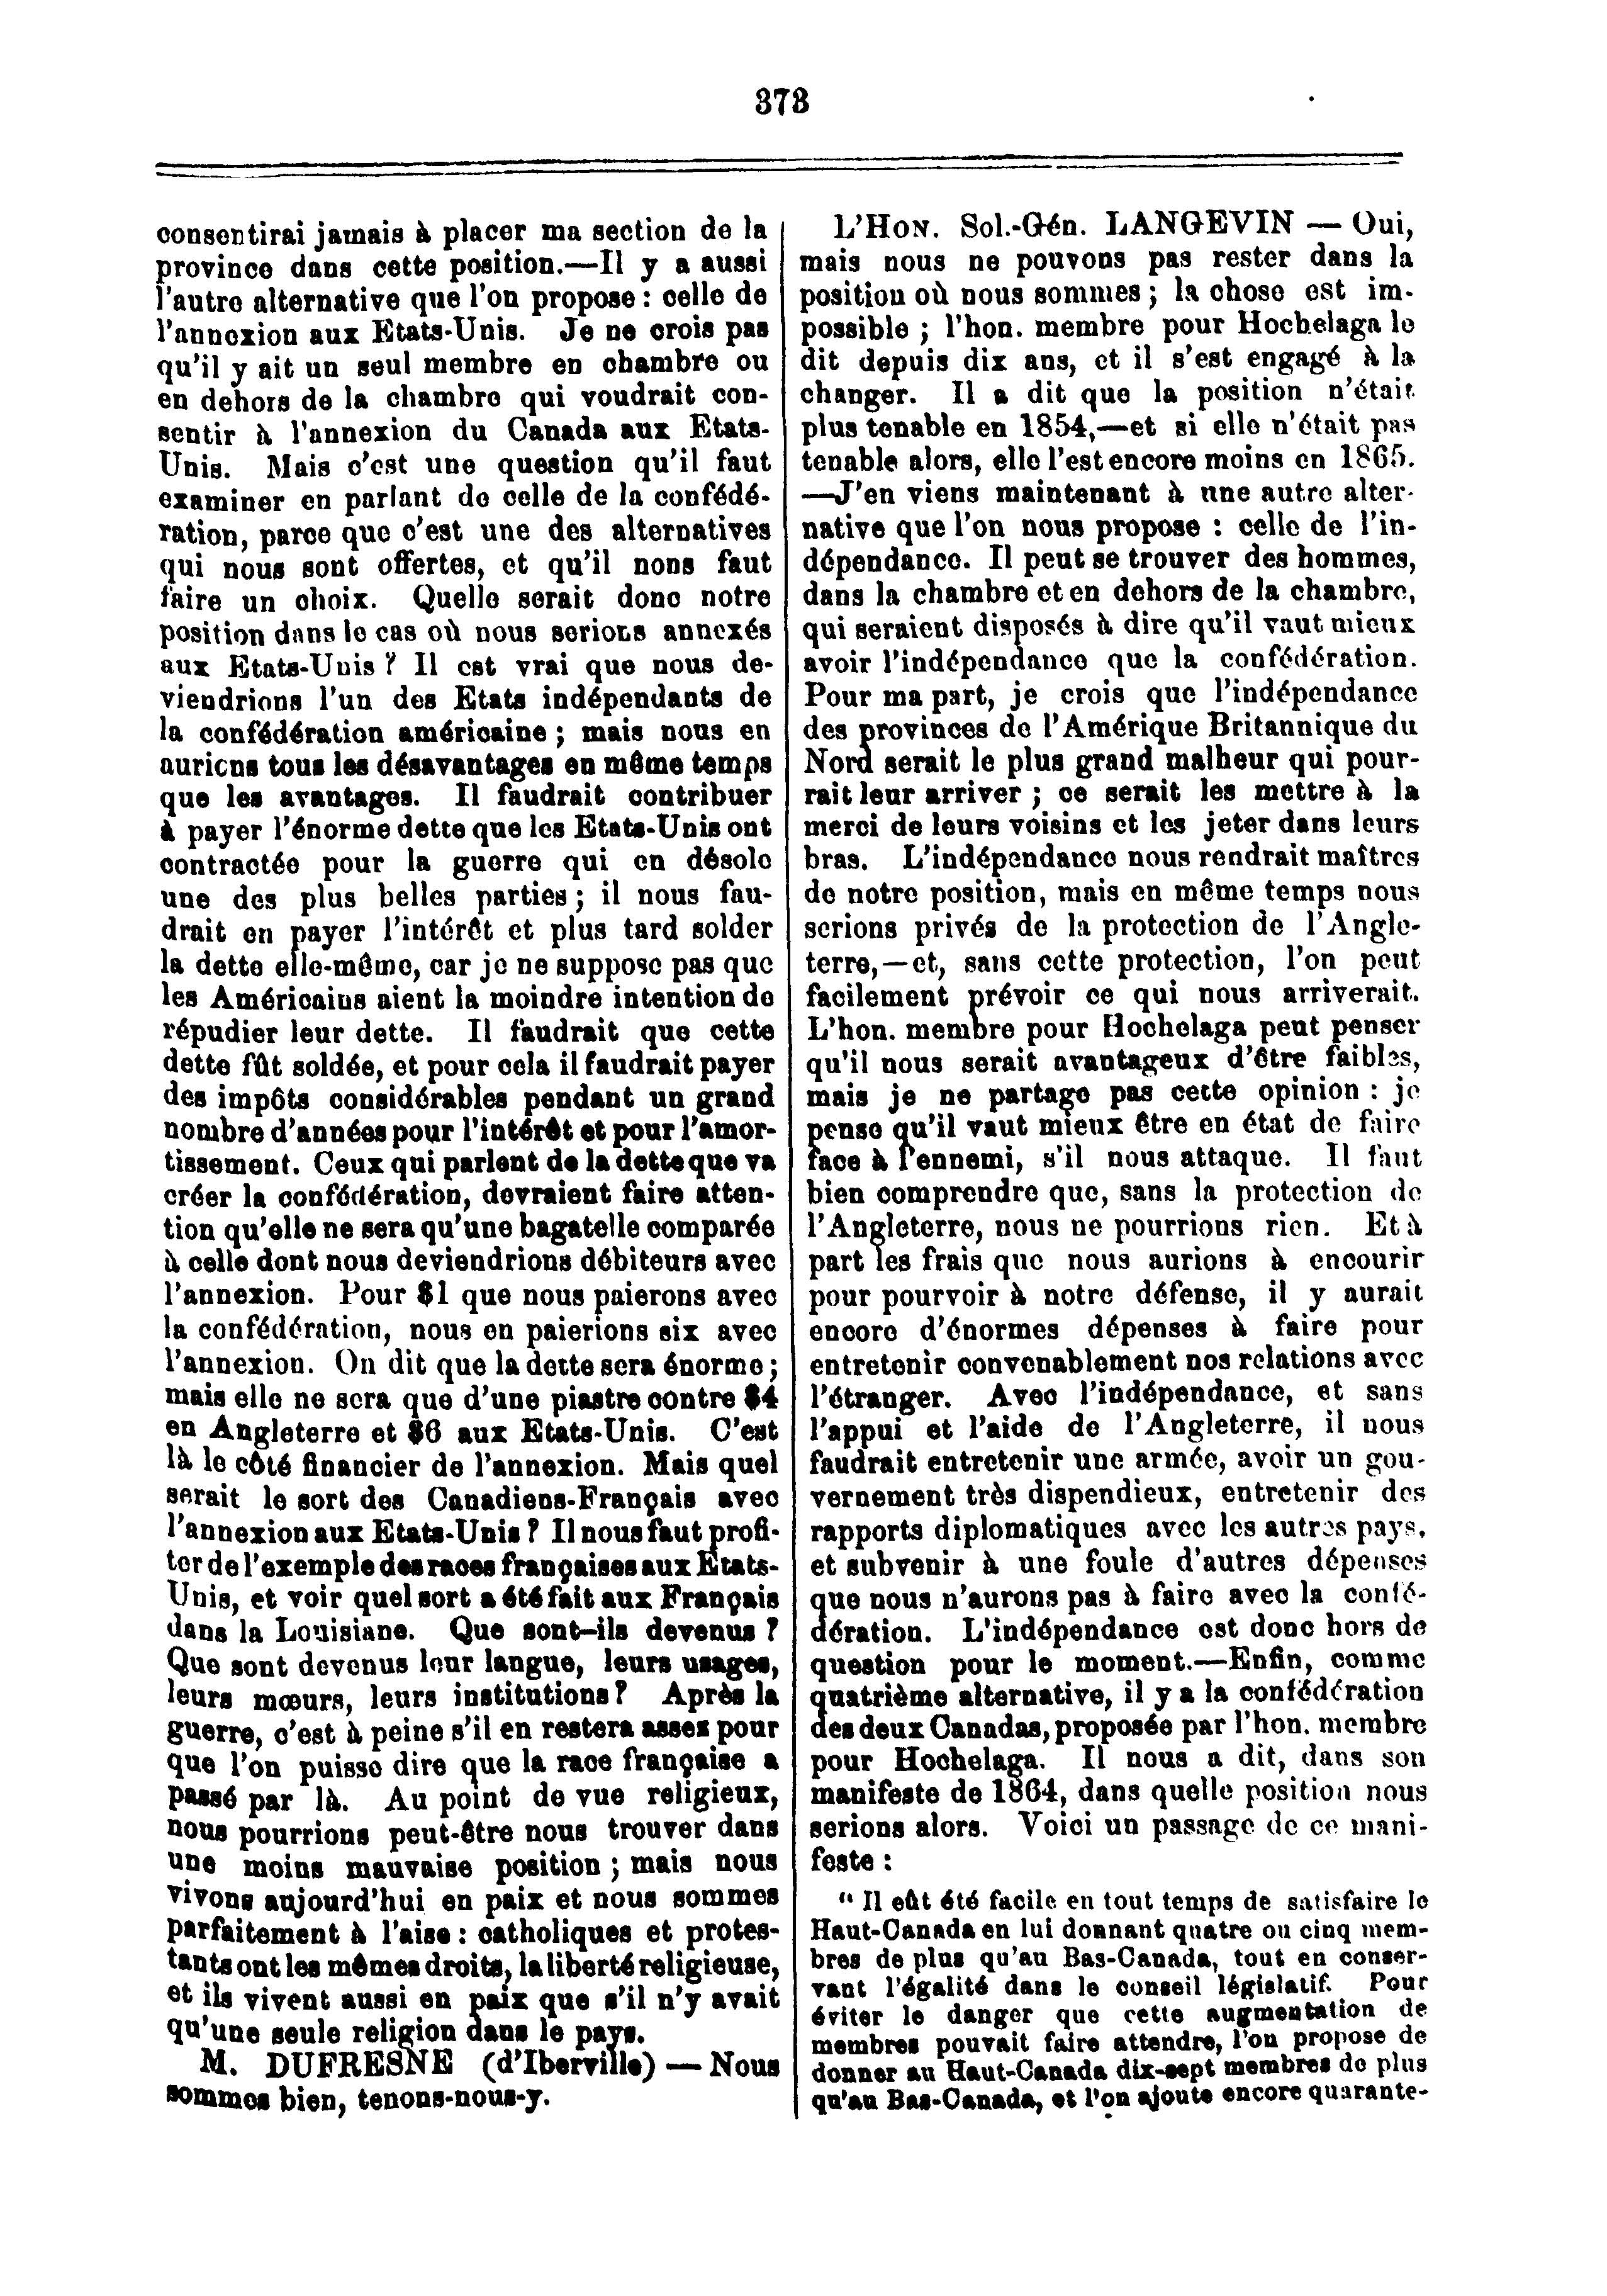 373
consentirai jamais à placer ma section de la
province dans cette position.—Il y a aussi
l'autre alternative que l'on propose : celle de
l'annexion aux Etats-Unis. Je ne crois pas
qu'il y ait un seul membre en chambre ou
en dehors de la chambre qui voudrait con-
sentir à l'annexion du Canada aux Etats-
Unis. Mais c'est une question qu'il faut
examiner en parlant de celle de la confédé-
ration, parce que c'est une des alternatives
qui nous sont offertes, et qu'il nons faut
faire un choix. Quelle serait donc notre
position dans le cas où nous serions annexés
aux Etats-Unis ? Il est vrai que nous de-
viendrions l'un des Etats indépendants de
la confédération américaine ; mais nous en
auricns tous les désavantages en même temps
que les avantages. Il faudrait contribuer
à payer l'énorme dette que les Etats-Unis ont
contractée pour la guerre qui en désole
une des plus belles parties ; il nous fau-
drait en payer l'intérêt et plus tard solder
la dette elle-même, car je ne suppose pas que
les Américains aient la moindre intention de
répudier leur dette. Il faudrait que cette
dette fût soldée, et pour cela il faudrait payer
des impôts considérables pendant un grand
nombre d'années pour l'intérêt et pour l'amor-
tissement. Ceux qui parlent de la dette que va
créer la confédération, devraient faire atten-
tion qu'elle ne sera qu'une bagatelle comparée
à celle dont nous deviendrions débiteurs avec
l'annexion. Pour $1 que nous paierons avec
la confédération, nous en paierions six avec
l'annexion. On dit que la dette sera énorme ;
mais elle ne sera que d'une piastre contre $4
en Angleterre et $6 aux Etats-Unis. C'est
là le côté financier de l'annexion. Mais quel
serait le sort des Canadiens-Français avec
l'annexion aux Etats-Unis ? Il nous faut profi-
ter de l'exemple des races françaises aux Etats-
Unis, et voir quel sort a été fait aux Français
dans la Louisiane. Que sont-ils devenus ?
Que sont devenus leur langue, leurs usages,
leurs mœurs, leurs institutions ? Après la
guerre, c'est à peine s'il en restera assez pour
que l'on puisse dire que la race française a
passé par là. Au point de vue religieux,
nous pourrions peut-être nous trouver dans
une moins mauvaise position ; mais nous
vivons aujourd'hui en paix et nous sommes
parfaitement à l'aise : catholiques et protes-
tants ont les mêmes droits, la liberté religieuse,
et ils vivent aussi en paix que s'il n'y avait
qu'une seule religion dans le pays.
M. DUFRESNE (d'Iberville) — Nous
sommes bien, tenons-nous-y.
L'HON. Sol.-Gén. LANGEVIN — Oui,
mais nous ne pouvons pas rester dans la
position où nous sommes ; la chose est im-
possible ; l'hon. membre pour Hochelaga le
dit depuis dix ans, et il s'est engagé à la
changer. Il a dit que la position n'était
plus tenable en 1854,—et si elle n'était pas
tenable alors, elle l'est encore moins en 1865.
—J'en viens maintenant à une autre alter-
native que l'on nous propose : celle de l'in-
dépendance. Il peut se trouver des hommes,
dans la chambre et en dehors de la chambre,
qui seraient disposés à dire qu'il vaut mieux
avoir l'indépendance que la confédération.
Pour ma part, je crois que l'indépendance
des provinces de l'Amérique Britannique du
Nord serait le plus grand malheur qui pour-
rait leur arriver ; ce serait les mettre à la
merci de leurs voisins et les jeter dans leurs
bras. L'indépendance nous rendrait maîtres
de notre position, mais en même temps nous
serions privés de la protection de l'Angle-
terre,—et, sans cette protection, l'on peut
facilement prévoir ce qui nous arriverait.
L'hon. membre pour Hochelaga peut penser
qu'il nous serait avantageux d'être faibles,
mais je ne partage pas cette opinion : je
pense qu'il vaut mieux être en état de faire
face à l'ennemi, s'il nous attaque. Il faut
bien comprendre que, sans la protection de
l'Angleterre, nous ne pourrions rien. Et à
part les frais que nous aurions à encourir
pour pourvoir à notre défense, il y aurait
encore d'énormes dépenses à faire pour
entretenir convenablement nos relations avec
l'étranger. Avec l'indépendance, et sans
l'appui et l'aide de l'Angleterre, il nous
faudrait entretenir une armée, avoir un gou-
vernement très dispendieux, entretenir des
rapports diplomatiques avec les autres pays,
et subvenir à une foule d'autres dépenses
que nous n'aurons pas à faire avec la confé-
dération. L'indépendance est donc hors de
question pour le moment.—Enfin, comme
quatrième alternative, il y a la confédération
des deux Canadas, proposée par l'hon. membre
pour Hochelaga. Il nous a dit, dans son
manifeste de 1864, dans quelle position nous
serions alors. Voici un passage de ce mani-
feste :
“ Il eût été facile en tout temps de satisfaire le
Haut-Canada en lui donnant quatre ou cinq mem-
bres de plus qu'au Bas-Canada, tout en conser-
vant l'égalité dans le conseil législatif. Pour
éviter le danger que cette augmentation de
membres pouvait faire attendre, l'on propose de
donner au Haut-Canada dix-sept membres de plus
qu'au Bas-Canada, et l'on ajoute encore quarante-